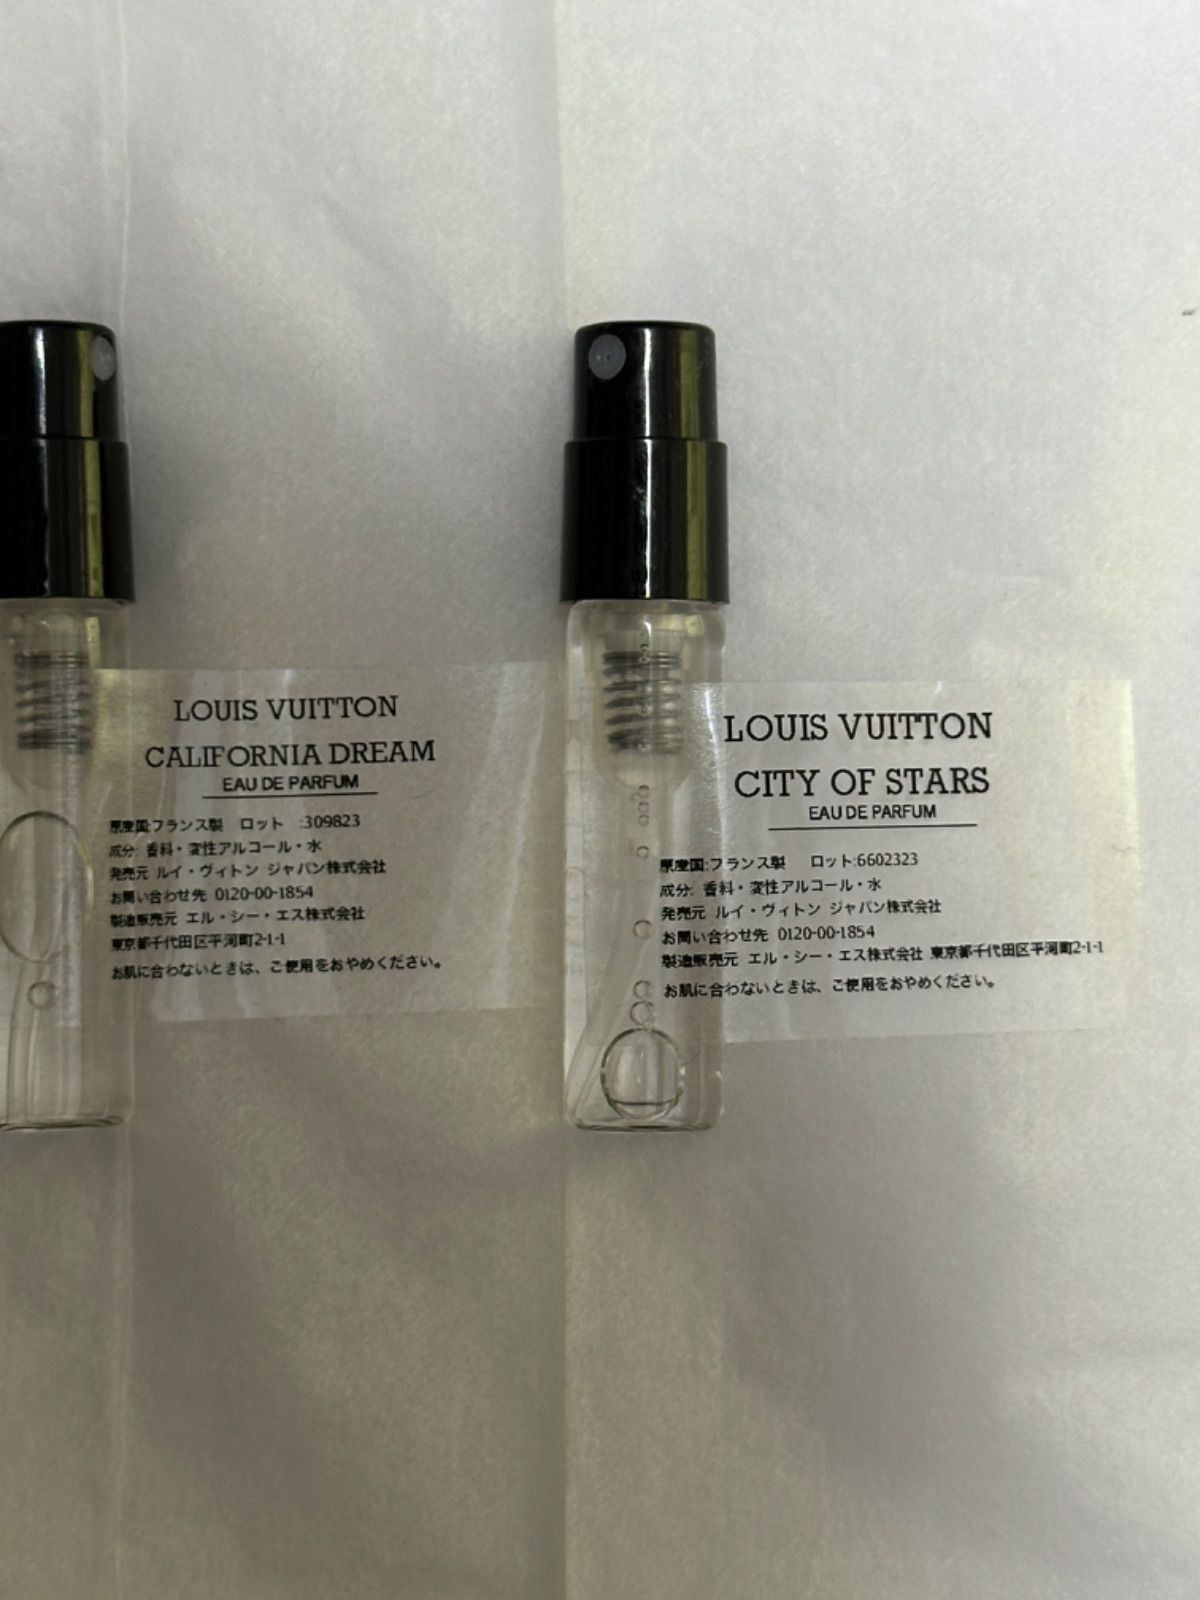 LOUIS VUITTON
CALIFORNIA DREAM
EAU DE PARFUM
原産国:フランス製 ロット :309823
成分: 香料・変性アルコール・水
発売元 ルイ・ヴィトン ジャパン株式会社
お問い合わせ先 0120-00-1854
製造販売元 エル・シー・エス株式会社
東京都千代田区平河町2-1-1
お肌に合わないときは、ご使用をおやめください。
LOUIS VUITTON
CITY OF STARS
EAU DE PARFUM
原産国:フランス製 ロット:6602323
成分: 香料・変性アルコール・水
発売元 ルイ・ヴィトン ジャパン株式会社
お問い合わせ先 0120-00-1854
製造販売元 エル・シー・エス株式会社 東京都千代田区平河町2-1-1
お肌に合わないときは、ご使用をおやめください。